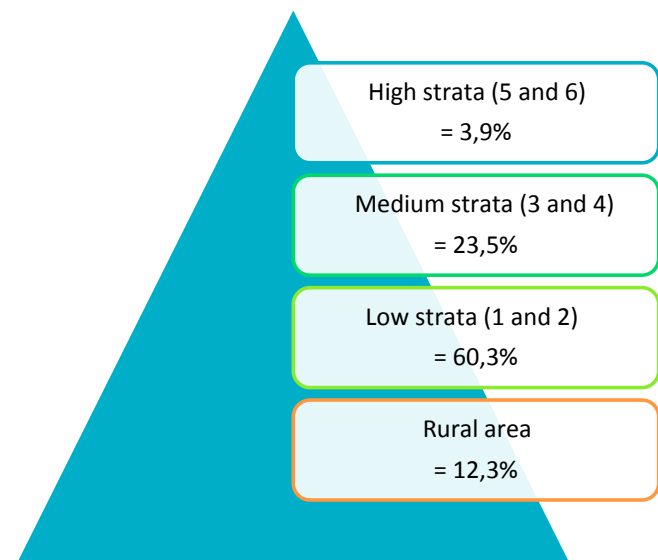 High strata (5 and 6)
= 3,9%
Medium strata (3 and 4)
= 23,5%
Low strata (1 and 2)
= 60,3%
Rural area
= 12,3%